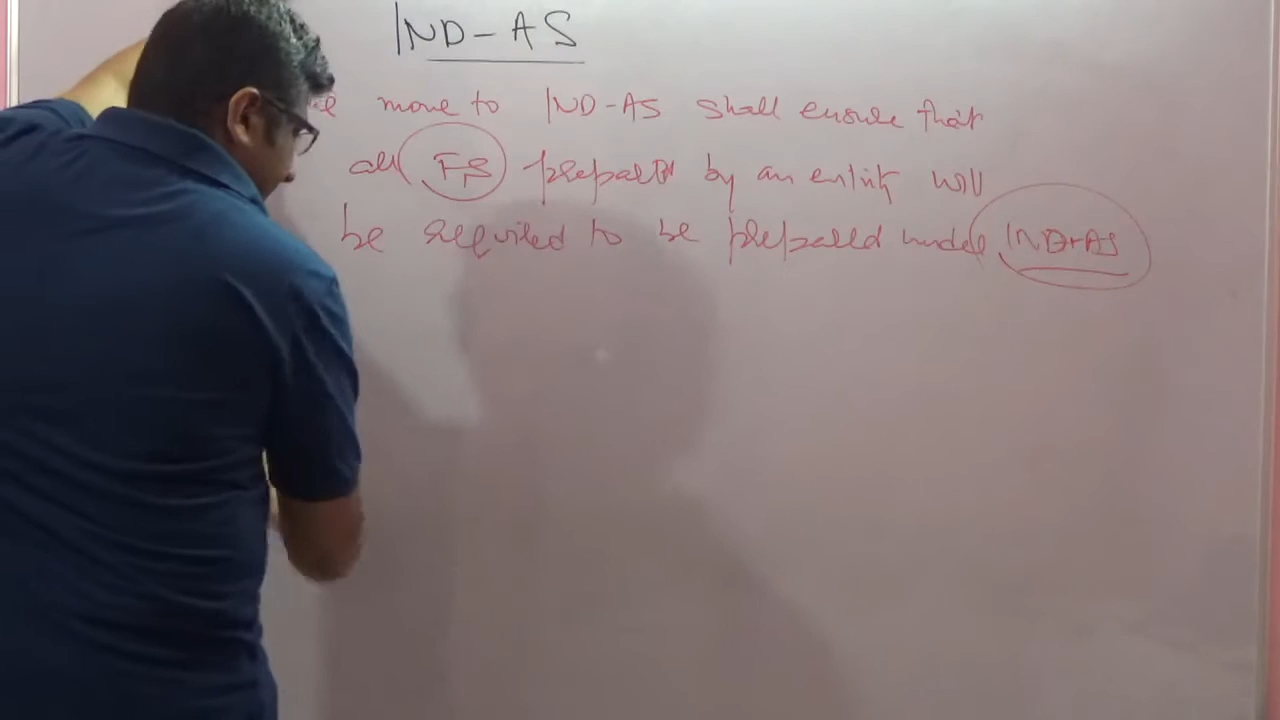 IND-AS
move to IND-AS shall ensure that
all FS prepared by an entity will
be required to be prepared under IND-AS